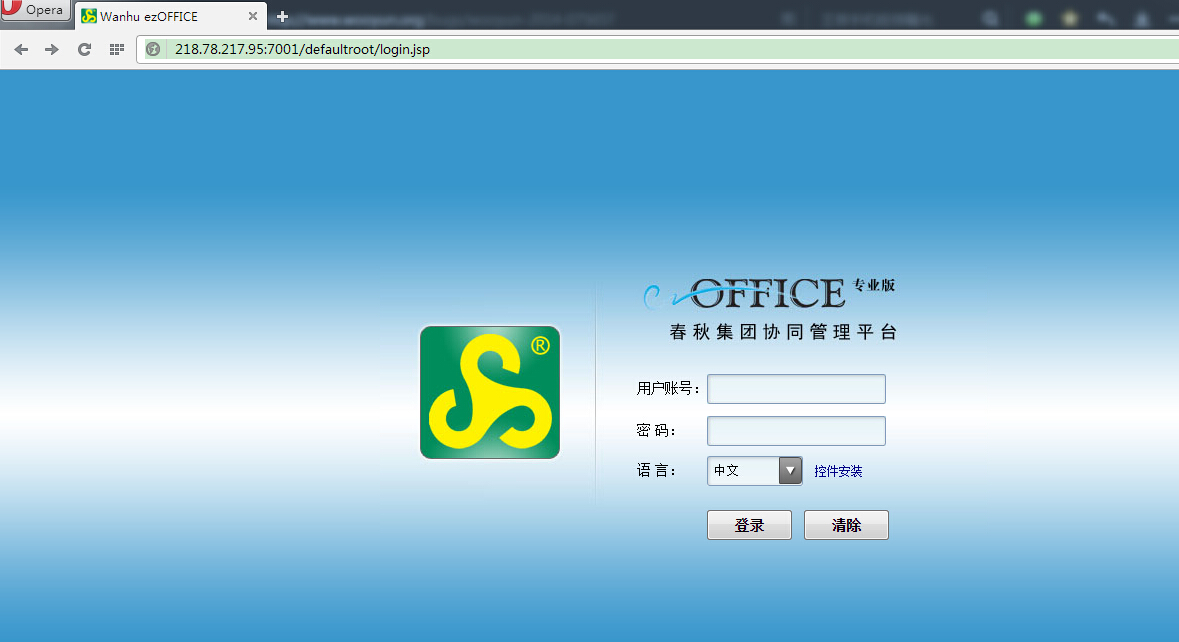 Opera
Wanhu ezOFFICE
218.78.217.95:7001/defaultroot/login.jsp
ezOFFICE 专业版
春秋集团协同管理平台
®
用户账号：
密 码：
语 言：
中文
控件安装
登录
清除